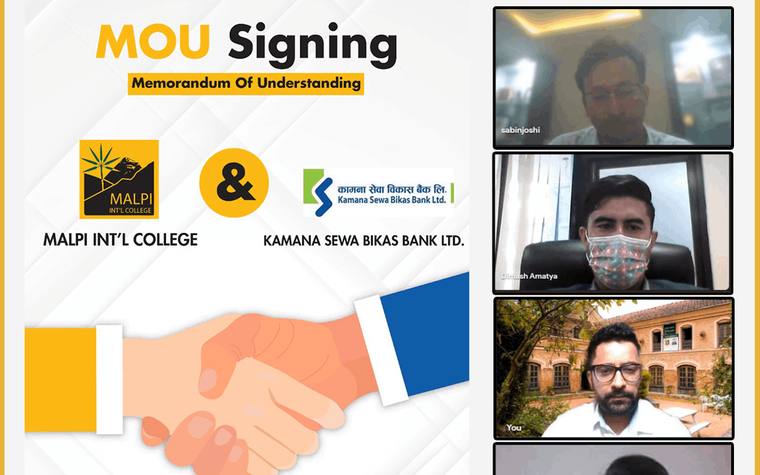 MOU Signing
Memorandum Of Understanding
MALPI
INT'L COLLEGE
&
कामना सेवा विकास बैंक लि.
Kamana Sewa Bikas Bank Ltd.
MALPI INT'L COLLEGE
KAMANA SEWA BIKAS BANK LTD.
sabinjoshi
Dinesh Amatya
You